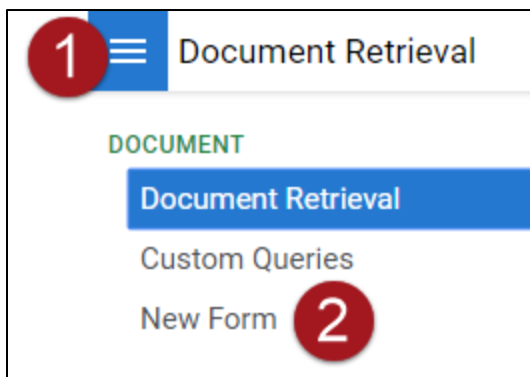 1 Document Retrieval
DOCUMENT
Document Retrieval
Custom Queries
New Form 2